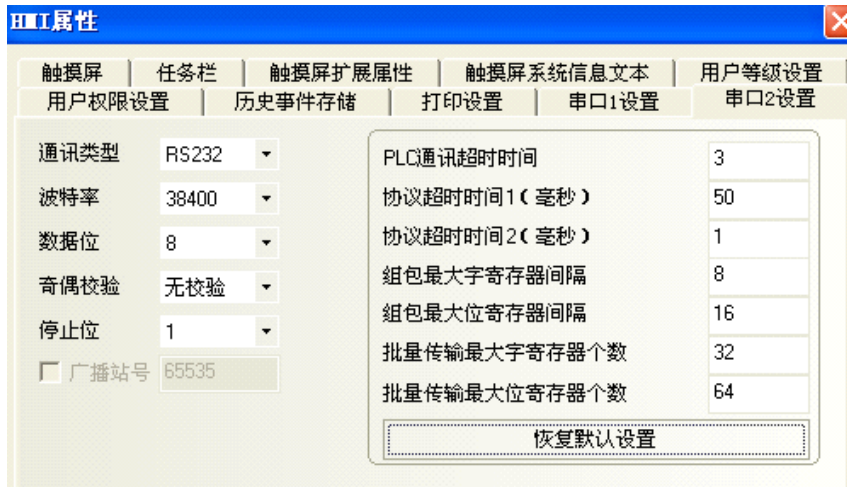 HMI属性
触摸屏 任务栏 触摸屏扩展属性 触摸屏系统信息文本 用户等级设置
用户权限设置 历史事件存储 打印设置 串口1设置 串口2设置
通讯类型 RS232
波特率 38400
数据位 8
奇偶校验 无校验
停止位 1
广播站号 65535
PLC通讯超时时间 3
协议超时时间1(毫秒) 50
协议超时时间2(毫秒) 1
组包最大字寄存器间隔 8
组包最大位寄存器间隔 16
批量传输最大字寄存器个数 32
批量传输最大位寄存器个数 64
恢复默认设置